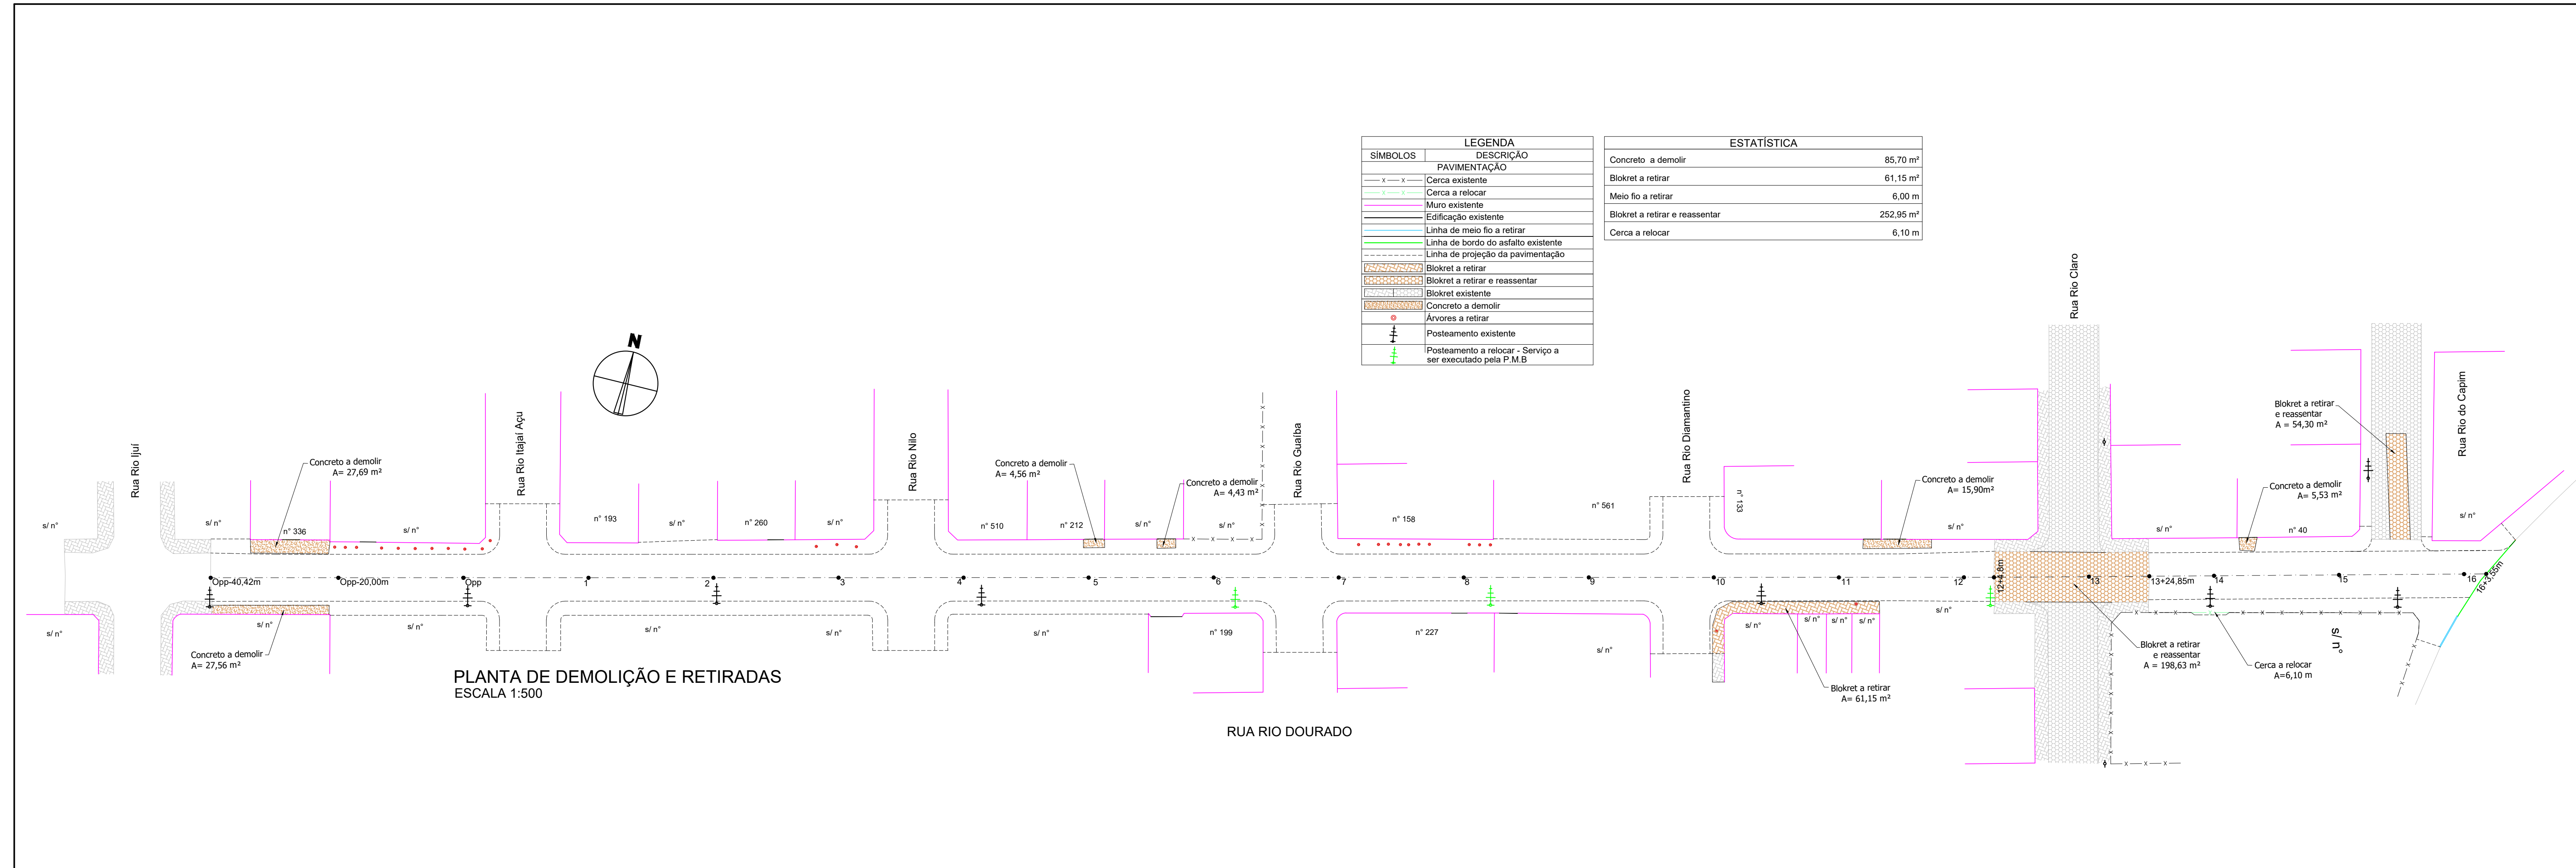 LEGENDA
SÍMBOLOS DESCRIÇÃO
PAVIMENTAÇÃO
Cerca existente
Cerca a relocar
Muro existente
Edificação existente
Linha de meio fio a retirar
Linha de bordo do asfalto existente
Linha de projeção da pavimentação
Blokret a retirar
Blokret a retirar e reassentar
Blokret existente
Concreto a demolir
Árvores a retirar
Posteamento existente
Posteamento a relocar - Serviço a
ser executado pela P.M.B
ESTATÍSTICA
Concreto a demolir 85,70 m²
Blokret a retirar 61,15 m²
Meio fio a retirar 6,00 m
Blokret a retirar e reassentar 252,95 m²
Cerca a relocar 6,10 m
N
Rua Rio Ijuí
Rua Rio Itajaí Açu
Rua Rio Nilo
Rua Rio Guaíba
Rua Rio Diamantino
Rua Rio Claro
Rua Rio do Capim
Concreto a demolir
A= 27,69 m²
Concreto a demolir
A= 4,56 m²
Concreto a demolir
A= 4,43 m²
Concreto a demolir
A= 15,90m²
Concreto a demolir
A= 5,53 m²
Blokret a retirar
e reassentar
A = 54,30 m²
s/ n°
s/ n°
n° 336
s/ n°
n° 193
s/ n°
n° 260
s/ n°
n° 510
n° 212
s/ n°
s/ n°
n° 158
n° 561
n° 133
s/ n°
s/ n°
n° 40
s/ n°
Opp-40,42m
Opp-20,00m
Opp
1
2
3
4
5
6
7
8
9
10
11
12
12+4,8m
13
13+24,85m
14
15
16
16+3,55m
s/ n°
s/ n°
s/ n°
s/ n°
s/ n°
s/ n°
n° 199
n° 227
s/ n°
s/ n°
s/ n°
s/ n°
s/ n°
s/ n°
s/ n°
Concreto a demolir
A= 27,56 m²
Blokret a retirar
A= 61,15 m²
Blokret a retirar
e reassentar
A = 198,63 m²
Cerca a relocar
A=6,10 m
PLANTA DE DEMOLIÇÃO E RETIRADAS
ESCALA 1:500
RUA RIO DOURADO